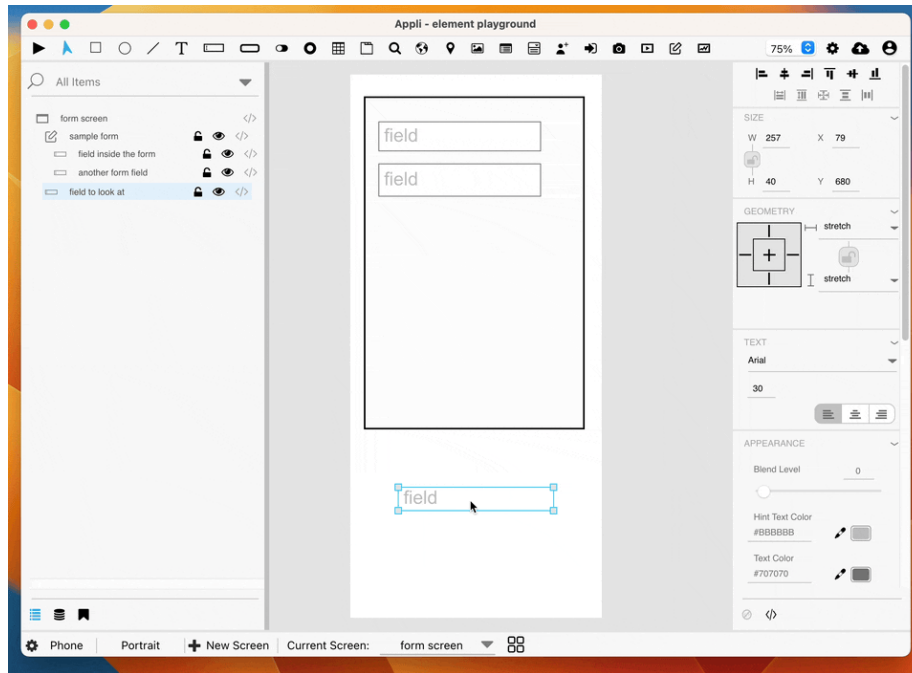 Appli - element playground
T
75%
All Items
form screen
sample form
field inside the form
another form field
field to look at
field
field
field
SIZE
W 257 X 79
H 40 Y 680
GEOMETRY
stretch
stretch
TEXT
Arial
30
APPEARANCE
Blend Level 0
Hint Text Color
#BBBBBB
Text Color
#707070
Phone Portrait New Screen Current Screen: form screen